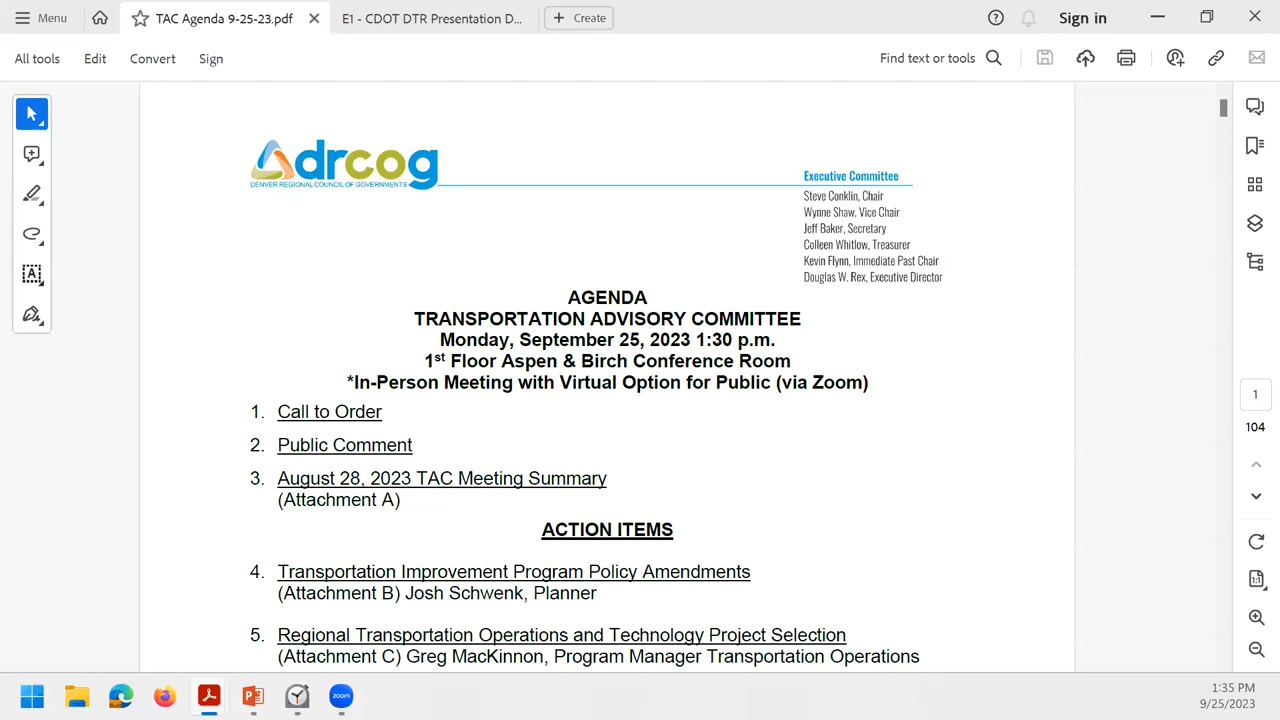 Menu
TAC Agenda 9-25-23.pdf
E1 - CDOT DTR Presentation D...
Create
Sign in
All tools
Edit
Convert
Sign
Find text or tools
drcog
DENVER REGIONAL COUNCIL OF GOVERNMENTS
Executive Committee
Steve Conklin, Chair
Wynne Shaw, Vice Chair
Jeff Baker, Secretary
Colleen Whitlow, Treasurer
Kevin Flynn, Immediate Past Chair
Douglas W. Rex, Executive Director
AGENDA
TRANSPORTATION ADVISORY COMMITTEE
Monday, September 25, 2023 1:30 p.m.
1st Floor Aspen & Birch Conference Room
*In-Person Meeting with Virtual Option for Public (via Zoom)
1. Call to Order
2. Public Comment
3. August 28, 2023 TAC Meeting Summary
(Attachment A)
ACTION ITEMS
4. Transportation Improvement Program Policy Amendments
(Attachment B) Josh Schwenk, Planner
5. Regional Transportation Operations and Technology Project Selection
(Attachment C) Greg MacKinnon, Program Manager Transportation Operations
1
104
1:1
zoom
1:35 PM
9/25/2023